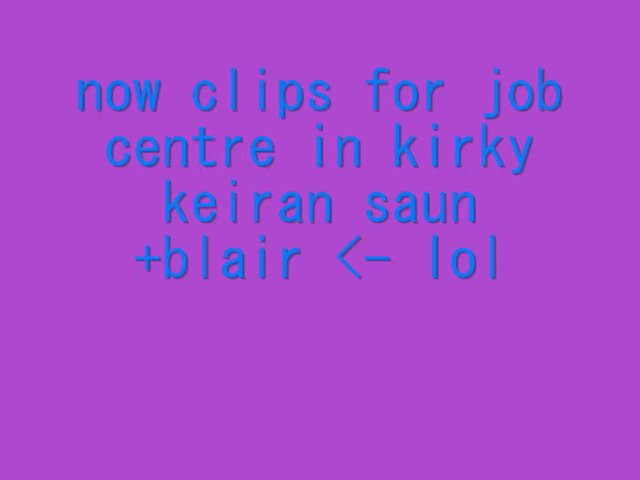 now clips for job
centre in kirky
keiran saun
+blair <- lol